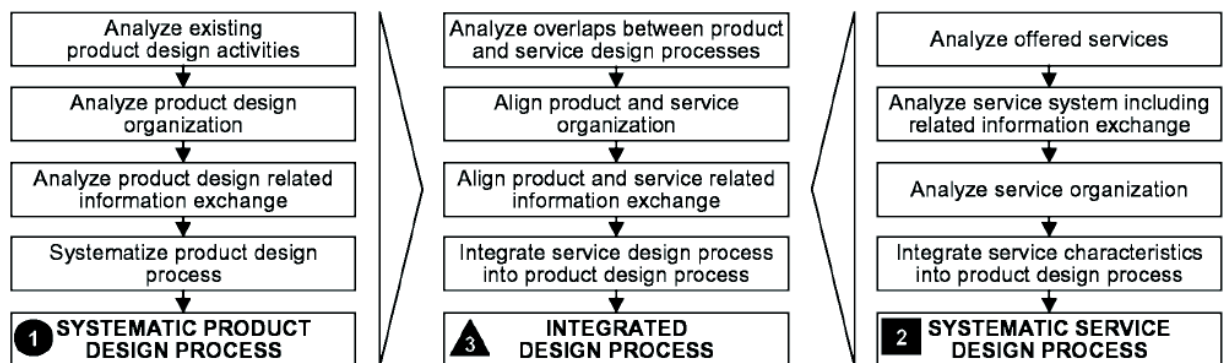 Analyze existing
product design activities
Analyze product design
organization
Analyze product design related
information exchange
Systematize product design
process
1 SYSTEMATIC PRODUCT
DESIGN PROCESS
Analyze overlaps between product
and service design processes
Align product and service
organization
Align product and service related
information exchange
Integrate service design process
into product design process
3 INTEGRATED
DESIGN PROCESS
Analyze offered services
Analyze service system including
related information exchange
Analyze service organization
Integrate service characteristics
into product design process
2 SYSTEMATIC SERVICE
DESIGN PROCESS